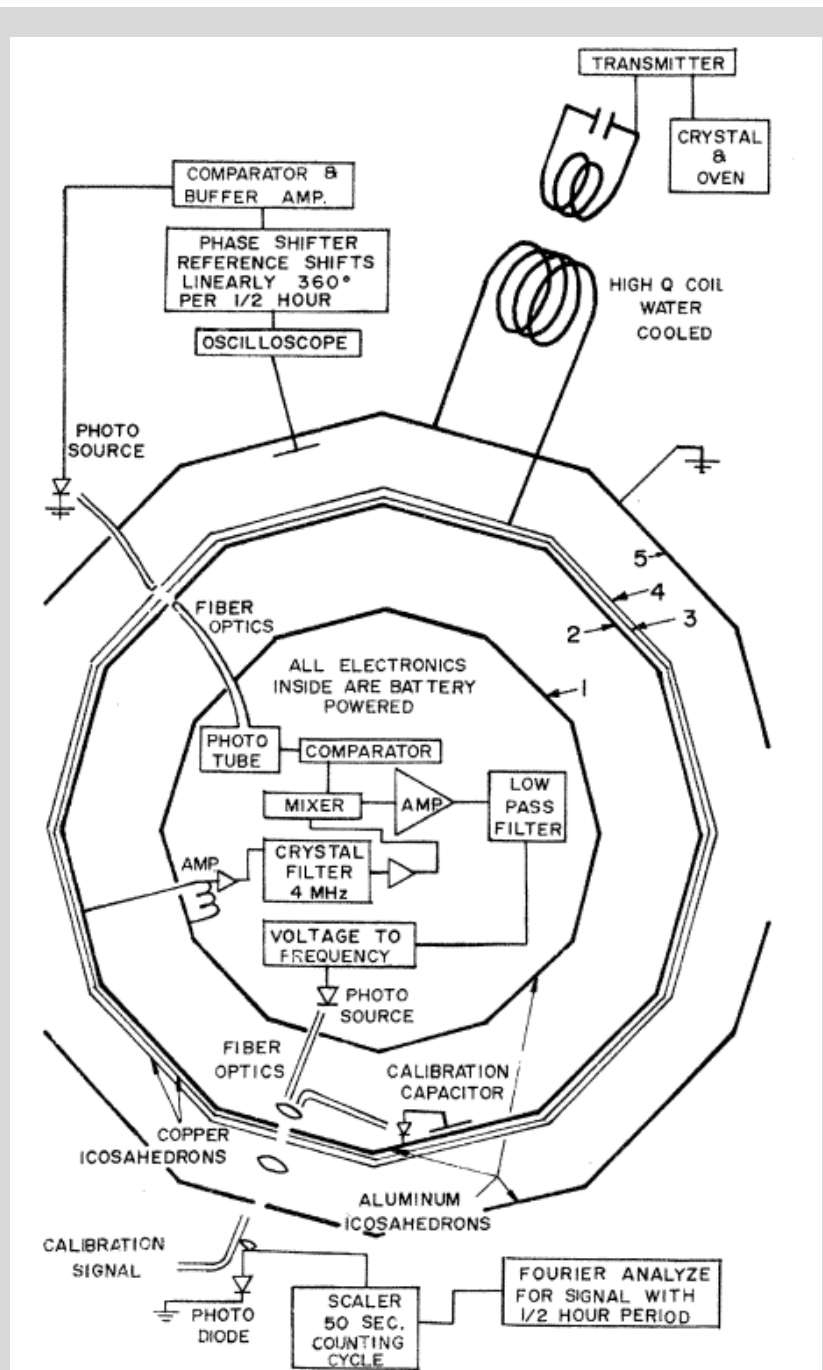 TRANSMITTER
CRYSTAL
&
OVEN
COMPARATOR &
BUFFER AMP.
PHASE SHIFTER
REFERENCE SHIFTS
LINEARLY 360°
PER 1/2 HOUR
OSCILLOSCOPE
HIGH Q COIL
WATER
COOLED
PHOTO
SOURCE
5
4
3
2
1
FIBER
OPTICS
ALL ELECTRONICS
INSIDE ARE BATTERY
POWERED
PHOTO
TUBE
COMPARATOR
MIXER
AMP
LOW
PASS
FILTER
AMP
CRYSTAL
FILTER
4 MHz
VOLTAGE TO
FREQUENCY
PHOTO
SOURCE
FIBER
OPTICS
CALIBRATION
CAPACITOR
COPPER
ICOSAHEDRONS
ALUMINUM
ICOSAHEDRONS
CALIBRATION
SIGNAL
PHOTO
DIODE
SCALER
50 SEC.
COUNTING
CYCLE
FOURIER ANALYZE
FOR SIGNAL WITH
1/2 HOUR PERIOD